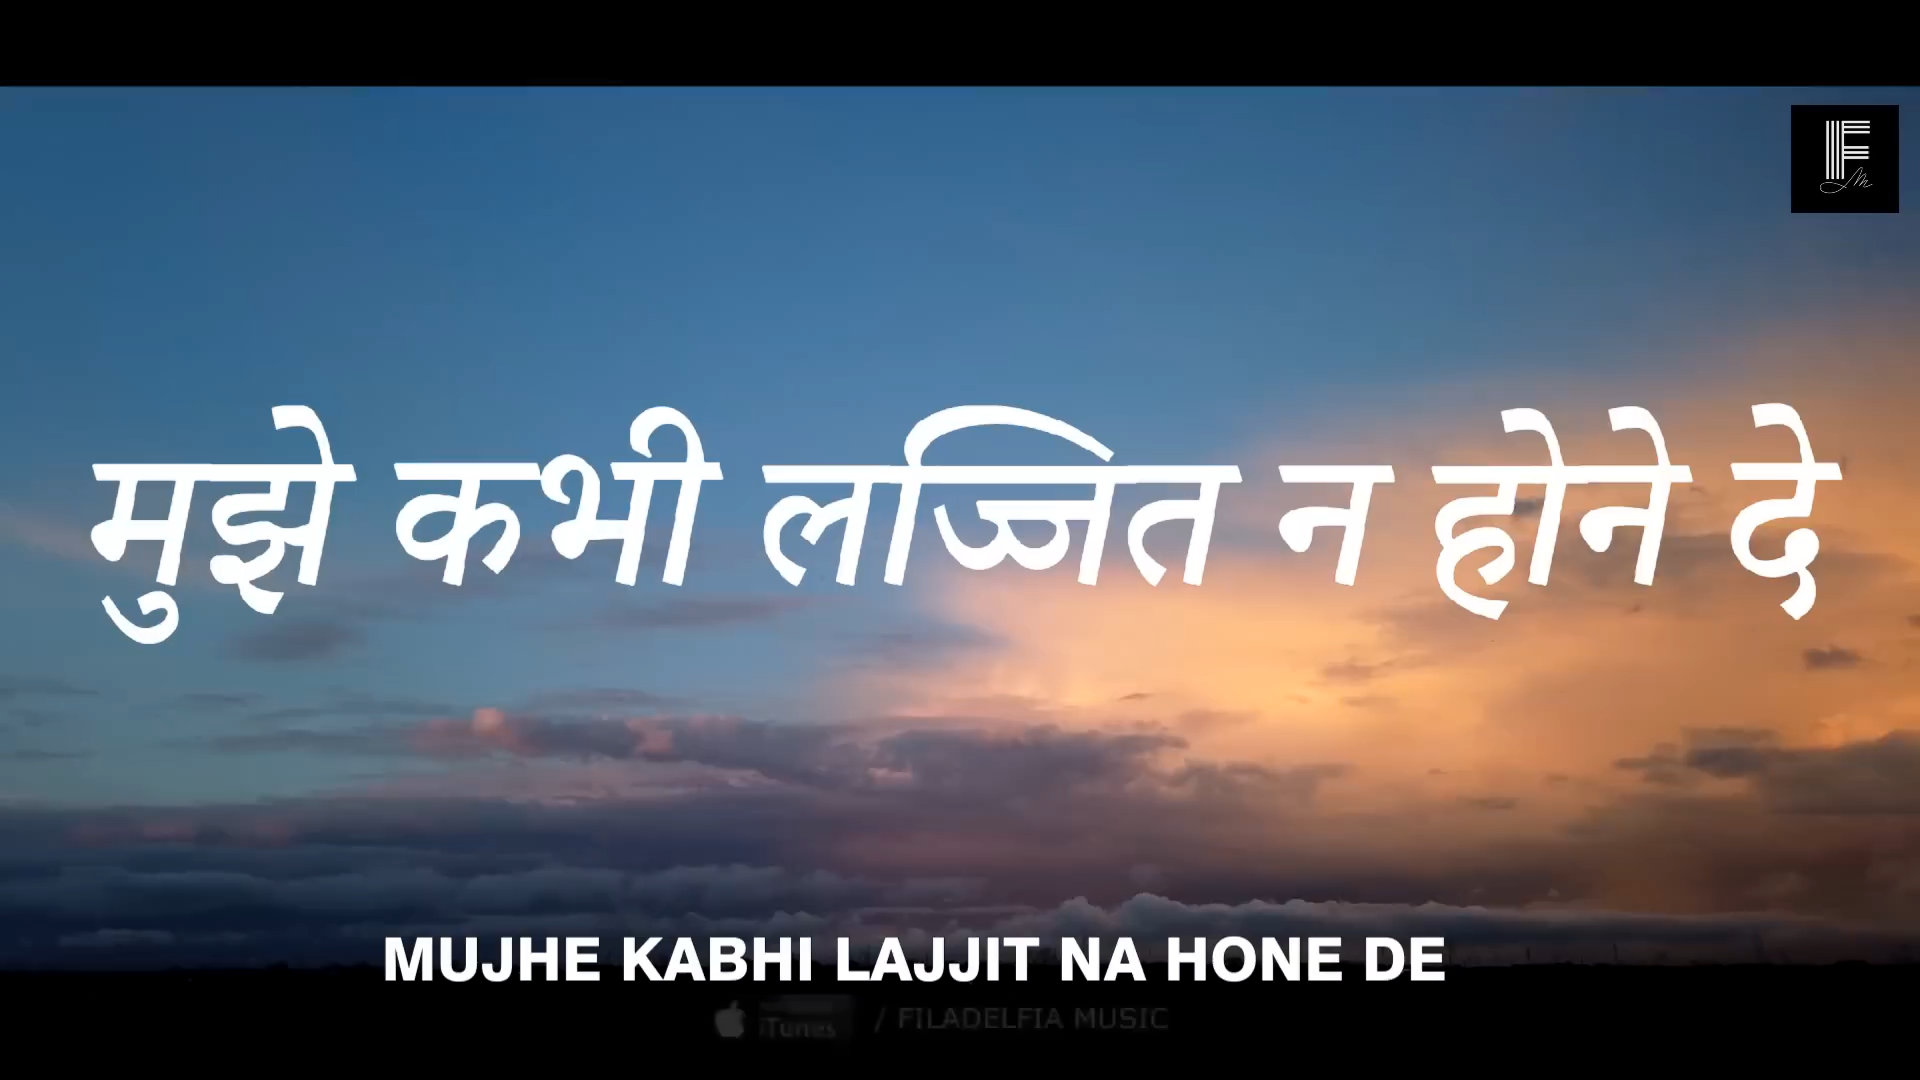 मुझे कभी लज्जित न होने दे
MUJHE KABHI LAJJIT NA HONE DE
iTunes / FILADELFIA MUSIC